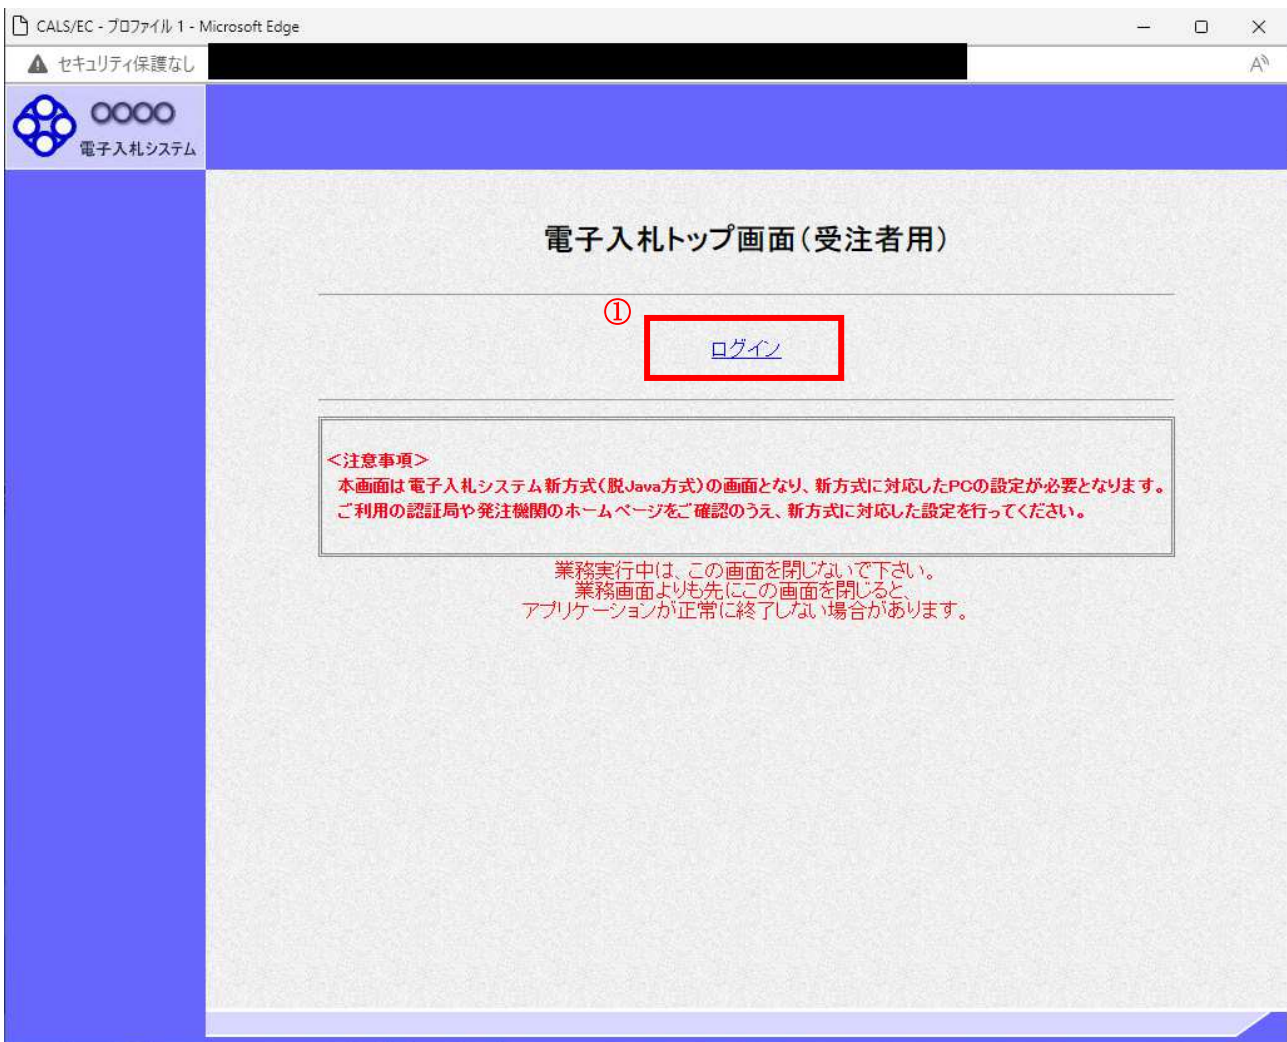 CALS/EC - プロファイル 1 - Microsoft Edge
セキュリティ保護なし
○○○○
電子入札システム
電子入札トップ画面(受注者用)
①
ログイン
<注意事項>
本画面は電子入札システム新方式(脱Java方式)の画面となり、新方式に対応したPCの設定が必要となります。
ご利用の認証局や発注機関のホームページをご確認のうえ、新方式に対応した設定を行ってください。
業務実行中は、この画面を閉じないで下さい。
業務画面よりも先にこの画面を閉じると、
アプリケーションが正常に終了しない場合があります。